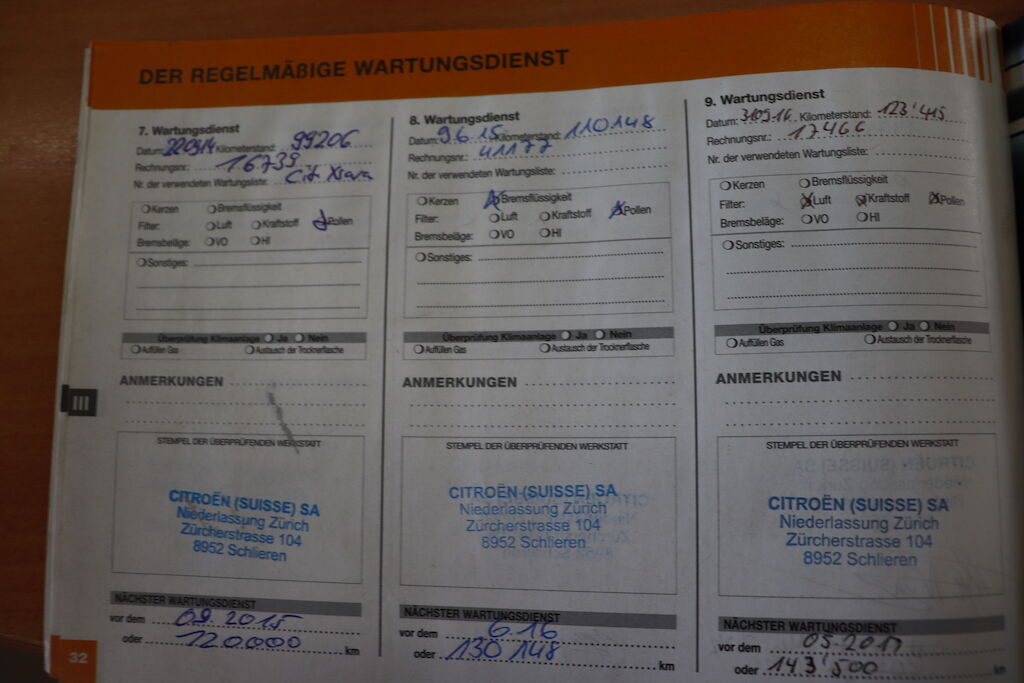 DER REGELMÄßIGE WARTUNGSDIENST
7. Wartungsdienst
Datum: Kilometerstand: 99206
Rechnungsnr.: 16739
Nr. der verwendeten Wartungsliste: Cit Xsara
Kerzen Bremsflüssigkeit
Filter: Luft Kraftstoff Pollen
Bremsbeläge: VO HI
Sonstiges:
Überprüfung Klimaanlage Ja Nein
Auffüllen Gas Austausch der Trocknerflasche
ANMERKUNGEN
STEMPEL DER ÜBERPRÜFENDEN WERKSTATT
CITROËN (SUISSE) SA
Niederlassung Zürich
Zürcherstrasse 104
8952 Schlieren
NÄCHSTER WARTUNGSDIENST
vor dem 09.2015
oder 120000 km
8. Wartungsdienst
Datum: 9.6.15 Kilometerstand: 110148
Rechnungsnr.: 41177
Nr. der verwendeten Wartungsliste:
Kerzen Bremsflüssigkeit
Filter: Luft Kraftstoff Pollen
Bremsbeläge: VO HI
Sonstiges:
Überprüfung Klimaanlage Ja Nein
Auffüllen Gas Austausch der Trocknerflasche
ANMERKUNGEN
STEMPEL DER ÜBERPRÜFENDEN WERKSTATT
CITROËN (SUISSE) SA
Niederlassung Zürich
Zürcherstrasse 104
8952 Schlieren
NÄCHSTER WARTUNGSDIENST
vor dem 6.16
oder 130 148 km
9. Wartungsdienst
Datum: Kilometerstand: 123'415
Rechnungsnr.: 17466
Nr. der verwendeten Wartungsliste:
Kerzen Bremsflüssigkeit
Filter: Luft Kraftstoff Pollen
Bremsbeläge: VO HI
Sonstiges:
Überprüfung Klimaanlage Ja Nein
Auffüllen Gas Austausch der Trocknerflasche
ANMERKUNGEN
STEMPEL DER ÜBERPRÜFENDEN WERKSTATT
CITROËN (SUISSE) SA
Niederlassung Zürich
Zürcherstrasse 104
8952 Schlieren
NÄCHSTER WARTUNGSDIENST
vor dem 05.2017
oder 143'500 km
III
32